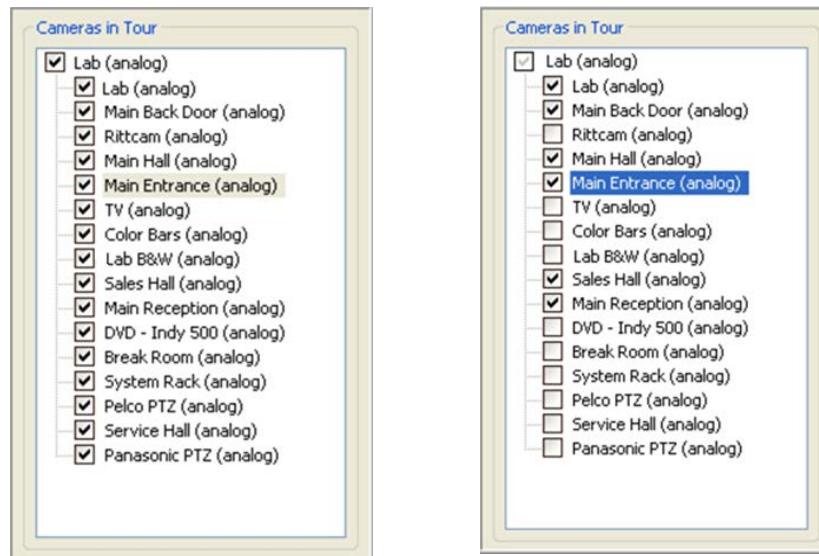 Cameras in Tour
Lab (analog)
Lab (analog)
Main Back Door (analog)
Rittcam (analog)
Main Hall (analog)
Main Entrance (analog)
TV (analog)
Color Bars (analog)
Lab B&W (analog)
Sales Hall (analog)
Main Reception (analog)
DVD - Indy 500 (analog)
Break Room (analog)
System Rack (analog)
Pelco PTZ (analog)
Service Hall (analog)
Panasonic PTZ (analog)
Cameras in Tour
Lab (analog)
Lab (analog)
Main Back Door (analog)
Rittcam (analog)
Main Hall (analog)
Main Entrance (analog)
TV (analog)
Color Bars (analog)
Lab B&W (analog)
Sales Hall (analog)
Main Reception (analog)
DVD - Indy 500 (analog)
Break Room (analog)
System Rack (analog)
Pelco PTZ (analog)
Service Hall (analog)
Panasonic PTZ (analog)